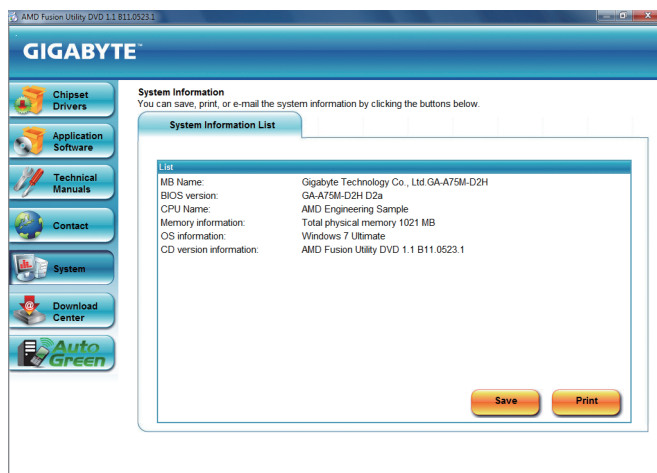 AMD Fusion Utility DVD 1.1 B11.0523.1
GIGABYTE™
Chipset
Drivers
Application
Software
Technical
Manuals
Contact
System
Download
Center
Auto
Green
System Information
You can save, print, or e-mail the system information by clicking the buttons below.
System Information List
List
MB Name: Gigabyte Technology Co., Ltd.GA-A75M-D2H
BIOS version: GA-A75M-D2H D2a
CPU Name: AMD Engineering Sample
Memory information: Total physical memory 1021 MB
OS information: Windows 7 Ultimate
CD version information: AMD Fusion Utility DVD 1.1 B11.0523.1
Save Print